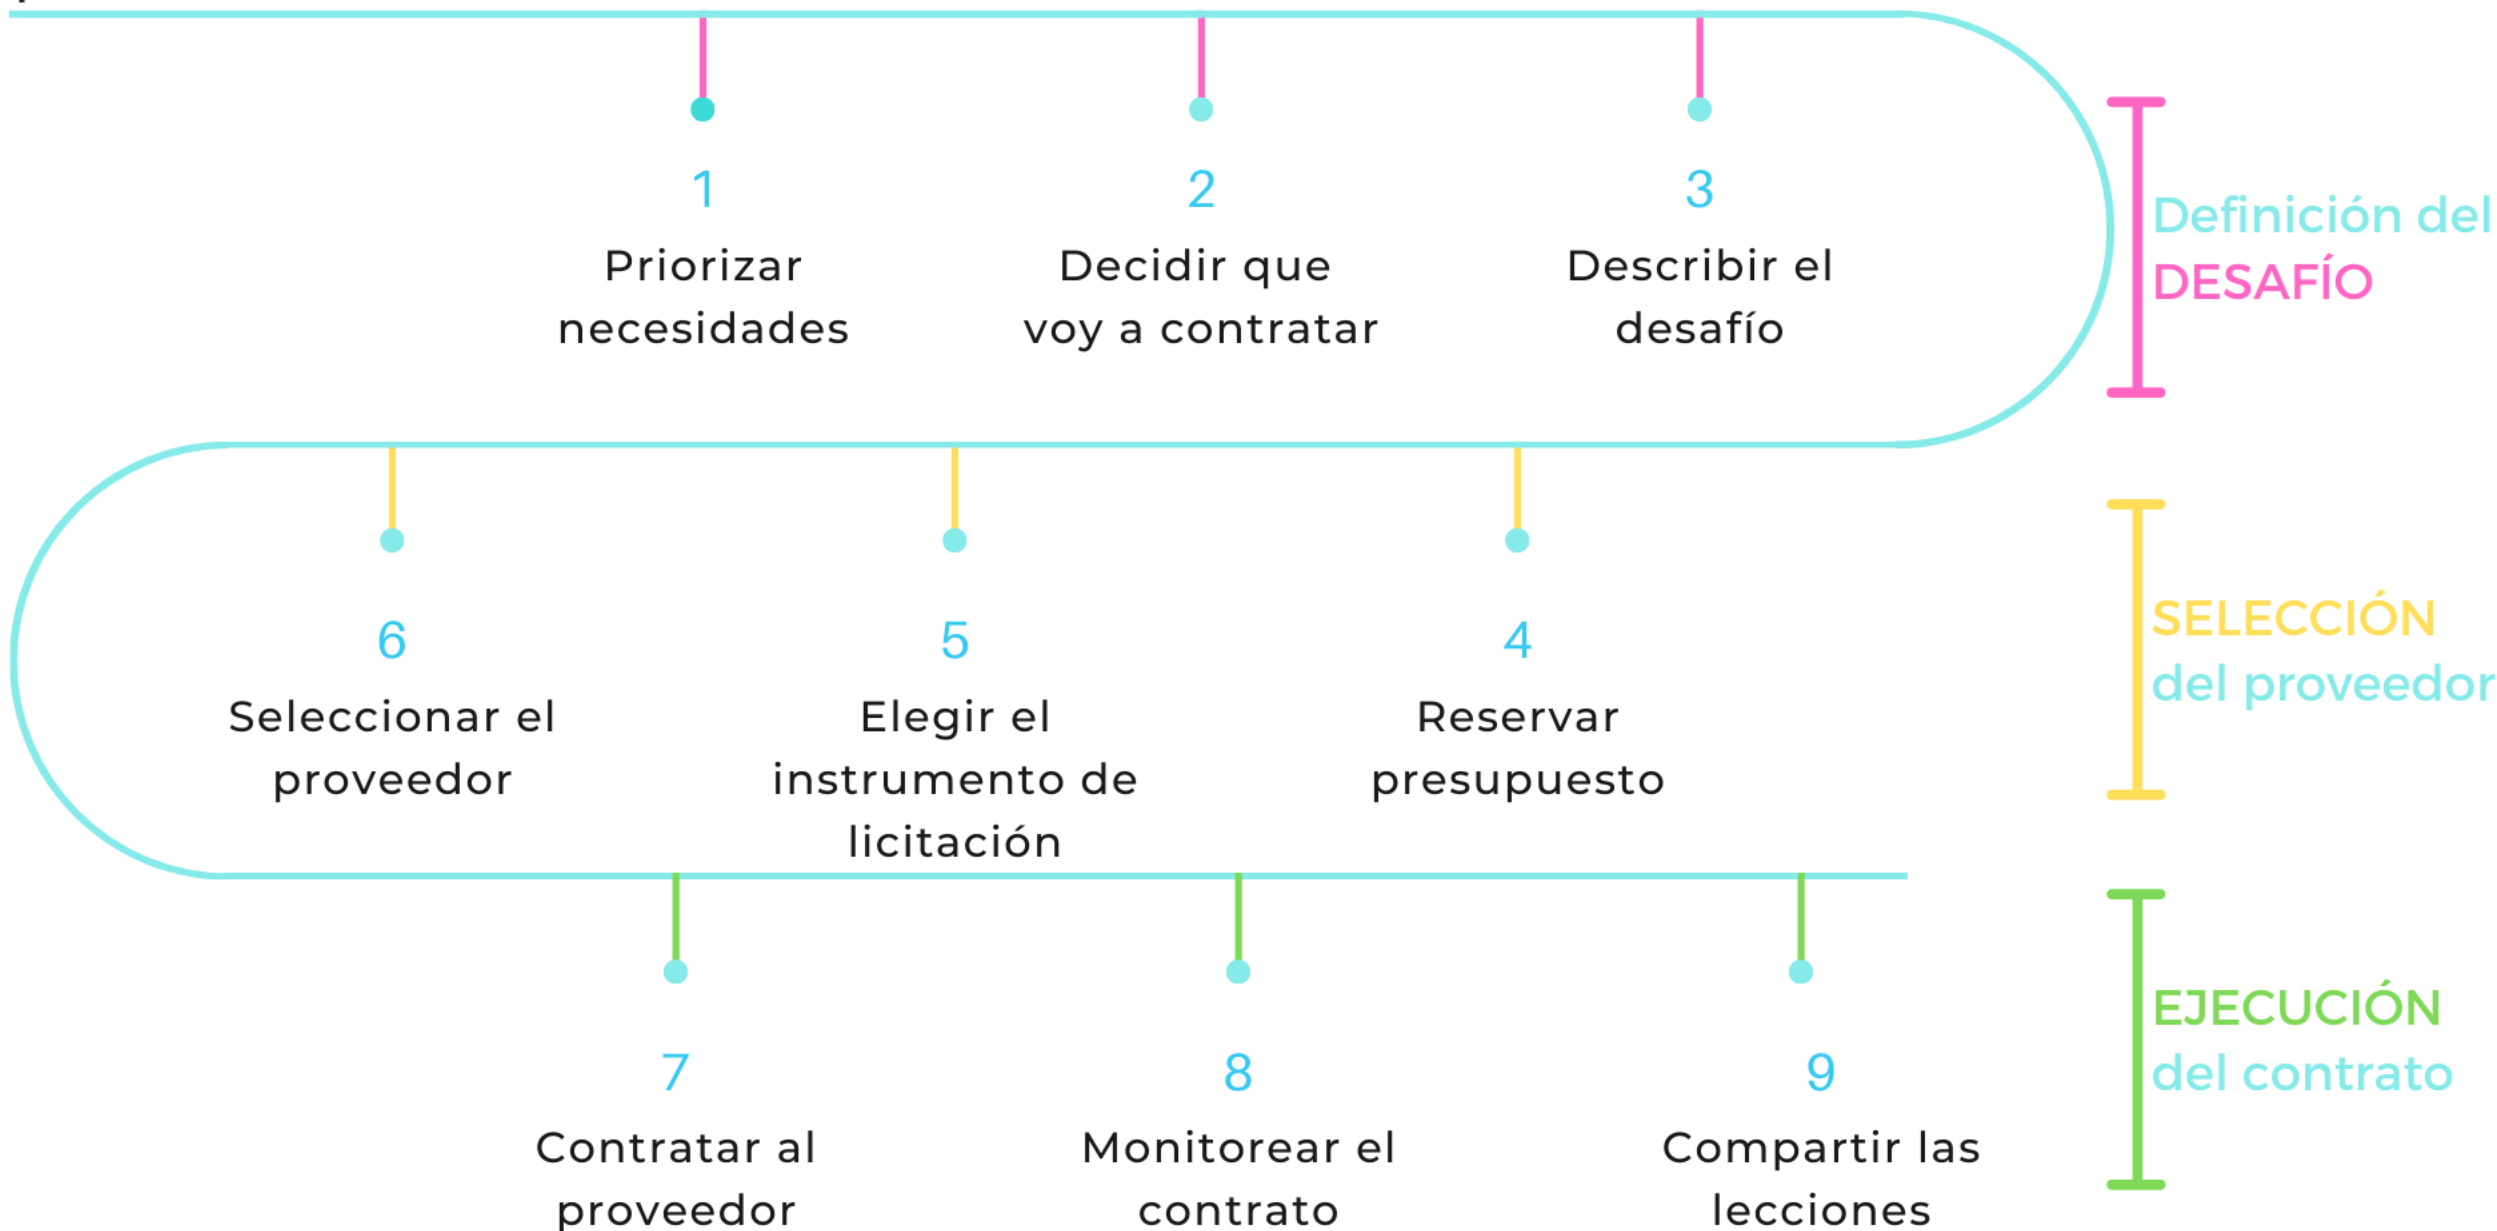 1
Priorizar
necesidades
2
Decidir que
voy a contratar
3
Describir el
desafío
Definición del
DESAFÍO
4
Reservar
presupuesto
5
Elegir el
instrumento de
licitación
6
Seleccionar el
proveedor
SELECCIÓN
del proveedor
7
Contratar al
proveedor
8
Monitorear el
contrato
9
Compartir las
lecciones
EJECUCIÓN
del contrato